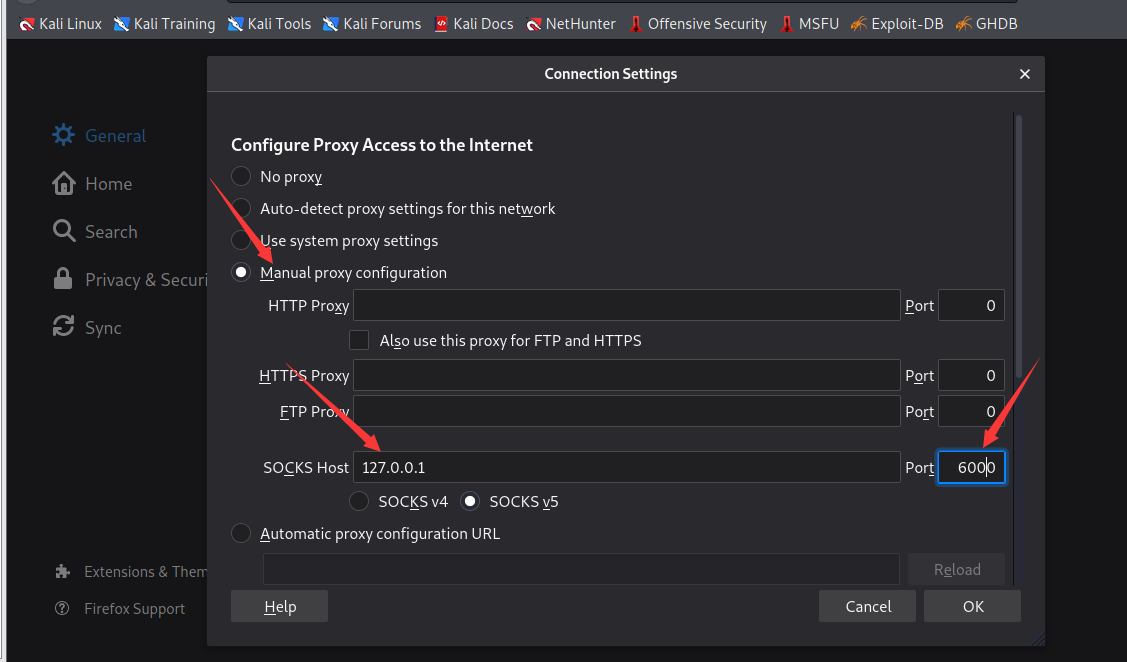 Kali Linux Kali Training Kali Tools Kali Forums Kali Docs NetHunter Offensive Security MSFU Exploit-DB GHDB
Connection Settings
General
Home
Search
Privacy & Securi
Sync
Extensions & Them
Firefox Support
Configure Proxy Access to the Internet
No proxy
Auto-detect proxy settings for this network
Use system proxy settings
Manual proxy configuration
HTTP Proxy Port 0
Also use this proxy for FTP and HTTPS
HTTPS Proxy Port 0
FTP Proxy Port 0
SOCKS Host 127.0.0.1 Port 6000
SOCKS v4 SOCKS v5
Automatic proxy configuration URL
Reload
Help Cancel OK